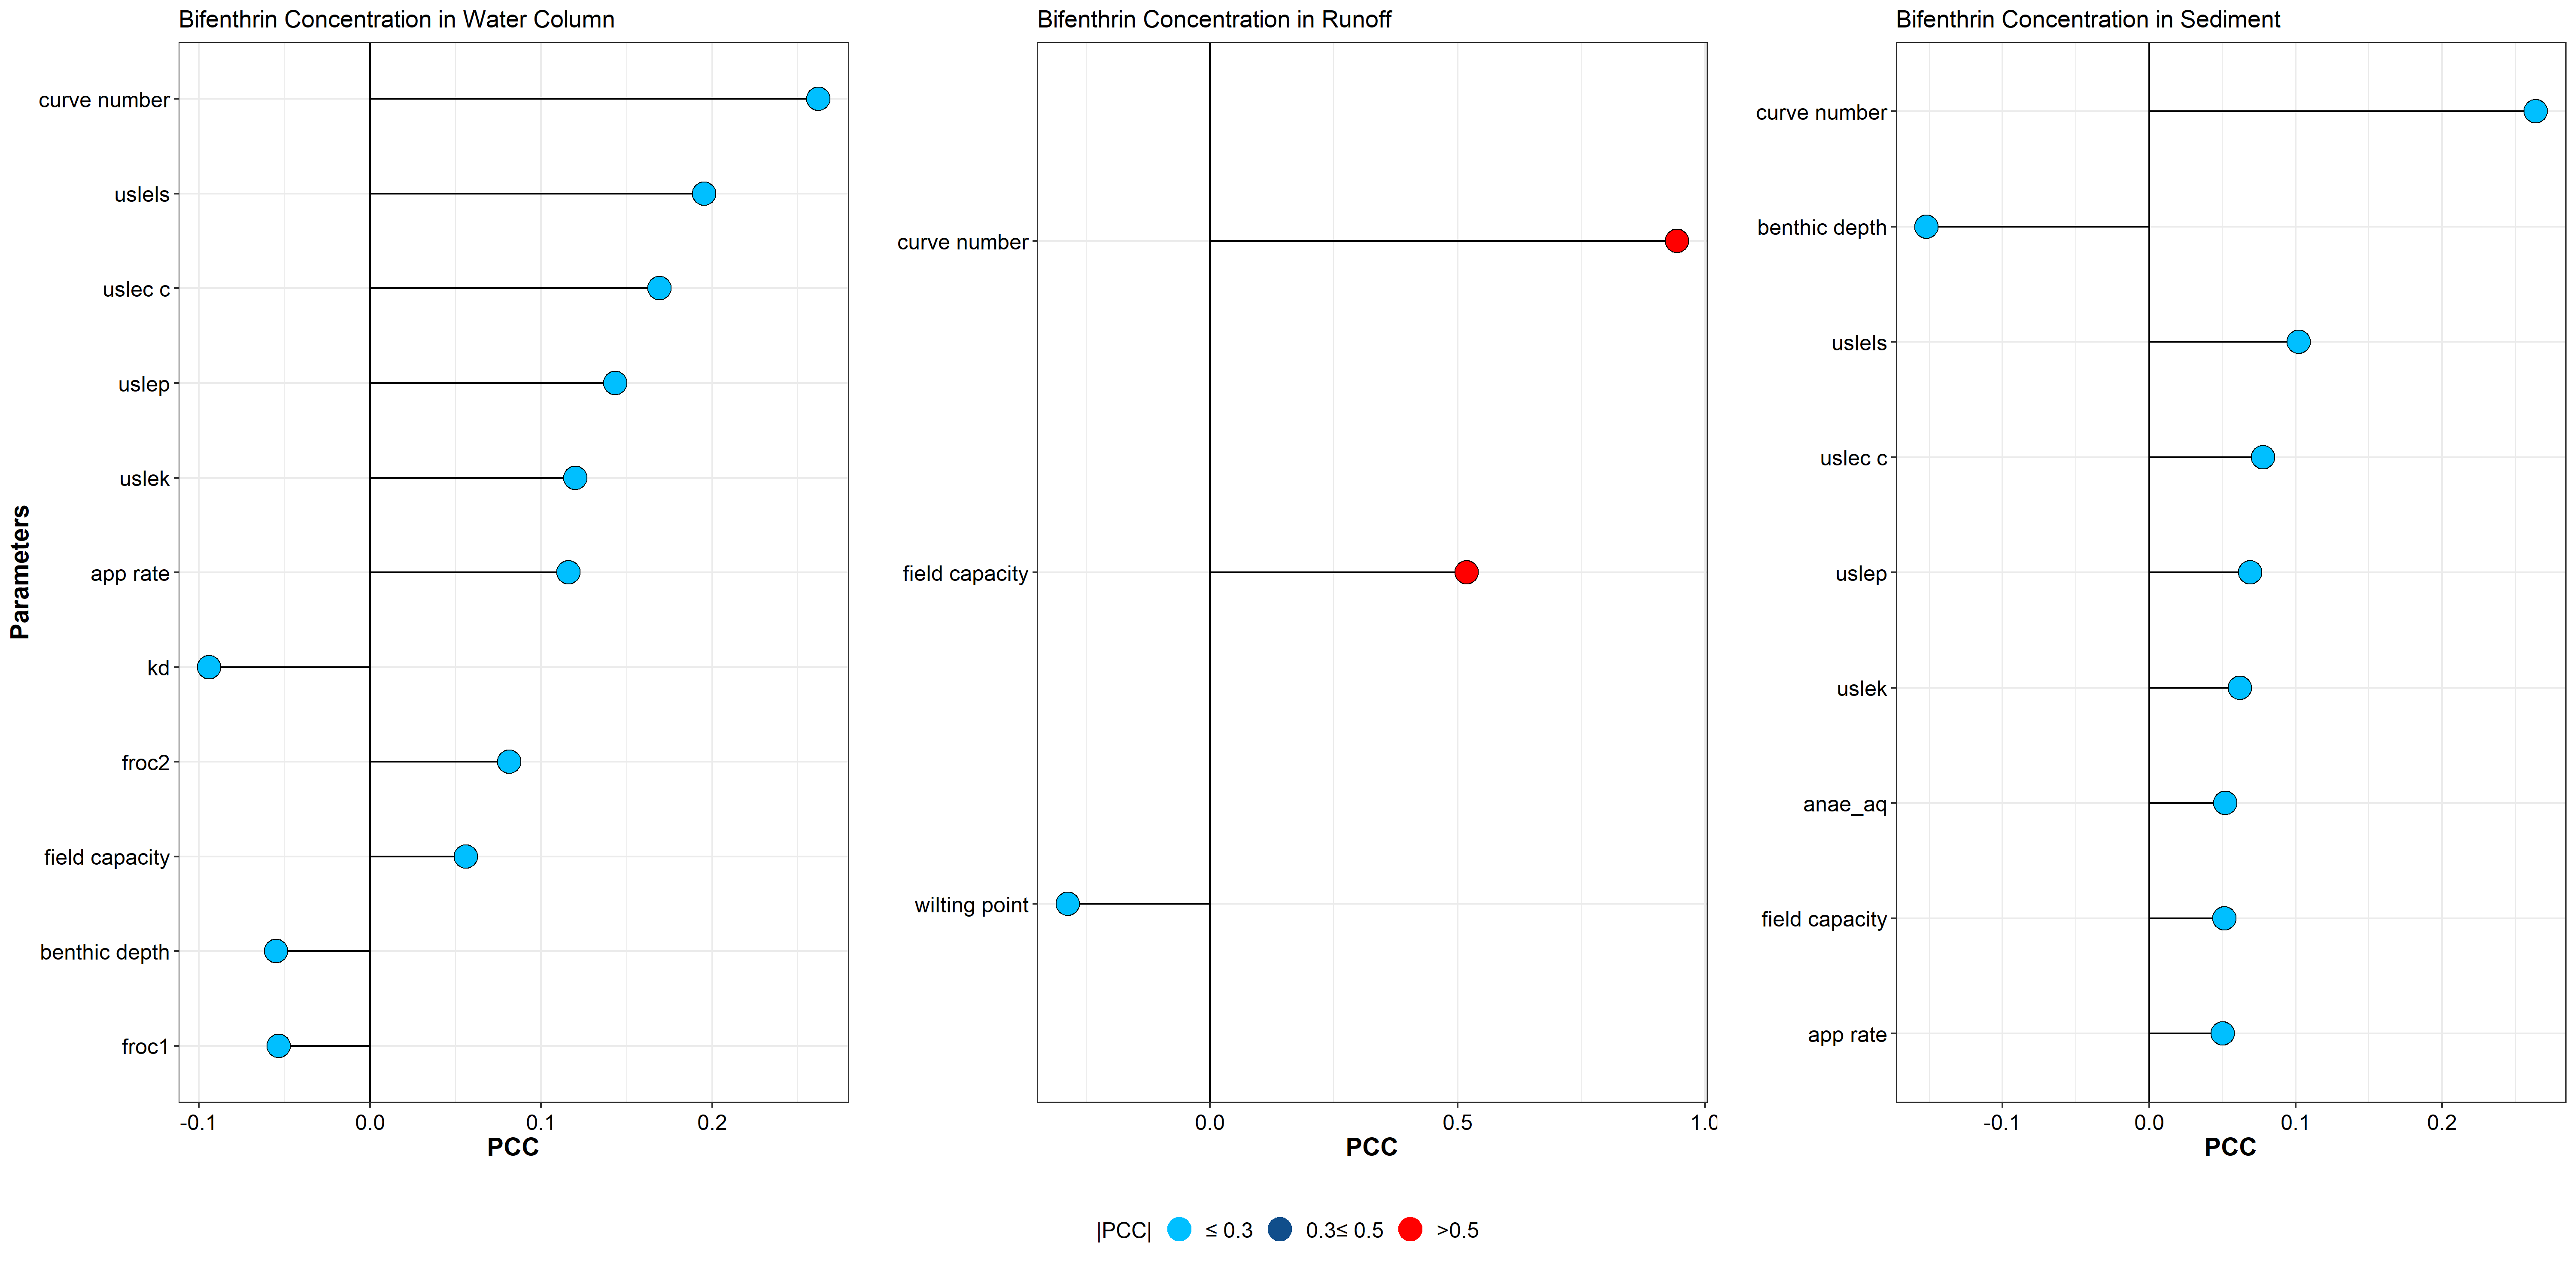 Bifenthrin Concentration in Water Column
Bifenthrin Concentration in Runoff
Bifenthrin Concentration in Sediment
Parameters
curve number
uslels
uslec c
uslep
uslek
app rate
kd
froc2
field capacity
benthic depth
froc1
-0.1 0.0 0.1 0.2
PCC
curve number
field capacity
wilting point
0.0 0.5 1.0
PCC
curve number
benthic depth
uslels
uslec c
uslep
uslek
anae_aq
field capacity
app rate
-0.1 0.0 0.1 0.2
PCC
|PCC| ≤ 0.3 0.3≤ 0.5 >0.5